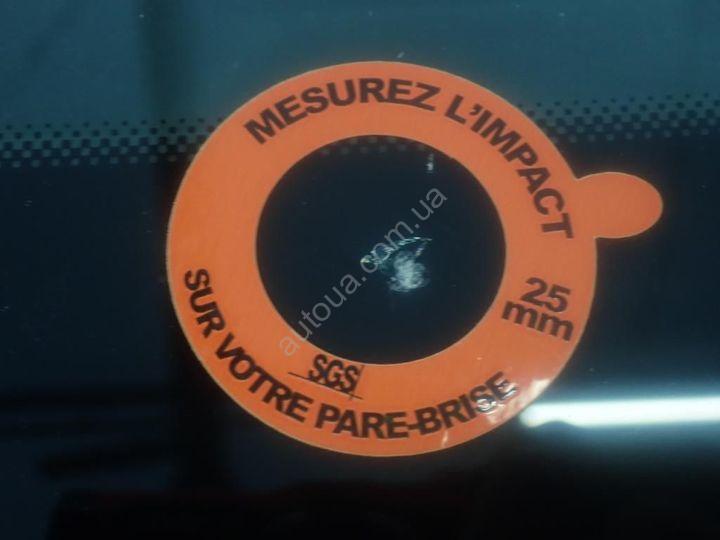 MESUREZ L'IMPACT
25
mm
SGS
SUR VOTRE PARE-BRISE
autoua.com.ua